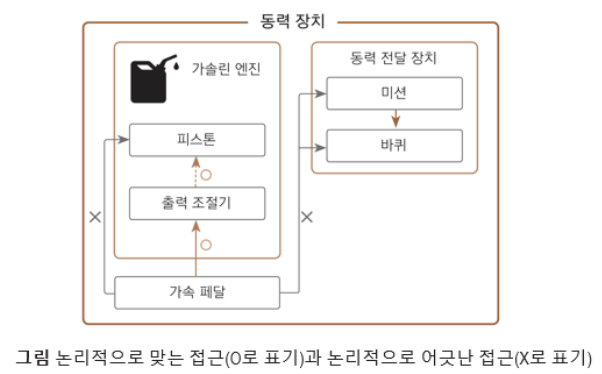 동력 장치
가솔린 엔진
동력 전달 장치
미션
피스톤
바퀴
○
출력 조절기
× ○ ×
가속 페달
그림 논리적으로 맞는 접근(O로 표기)과 논리적으로 어긋난 접근(X로 표기)